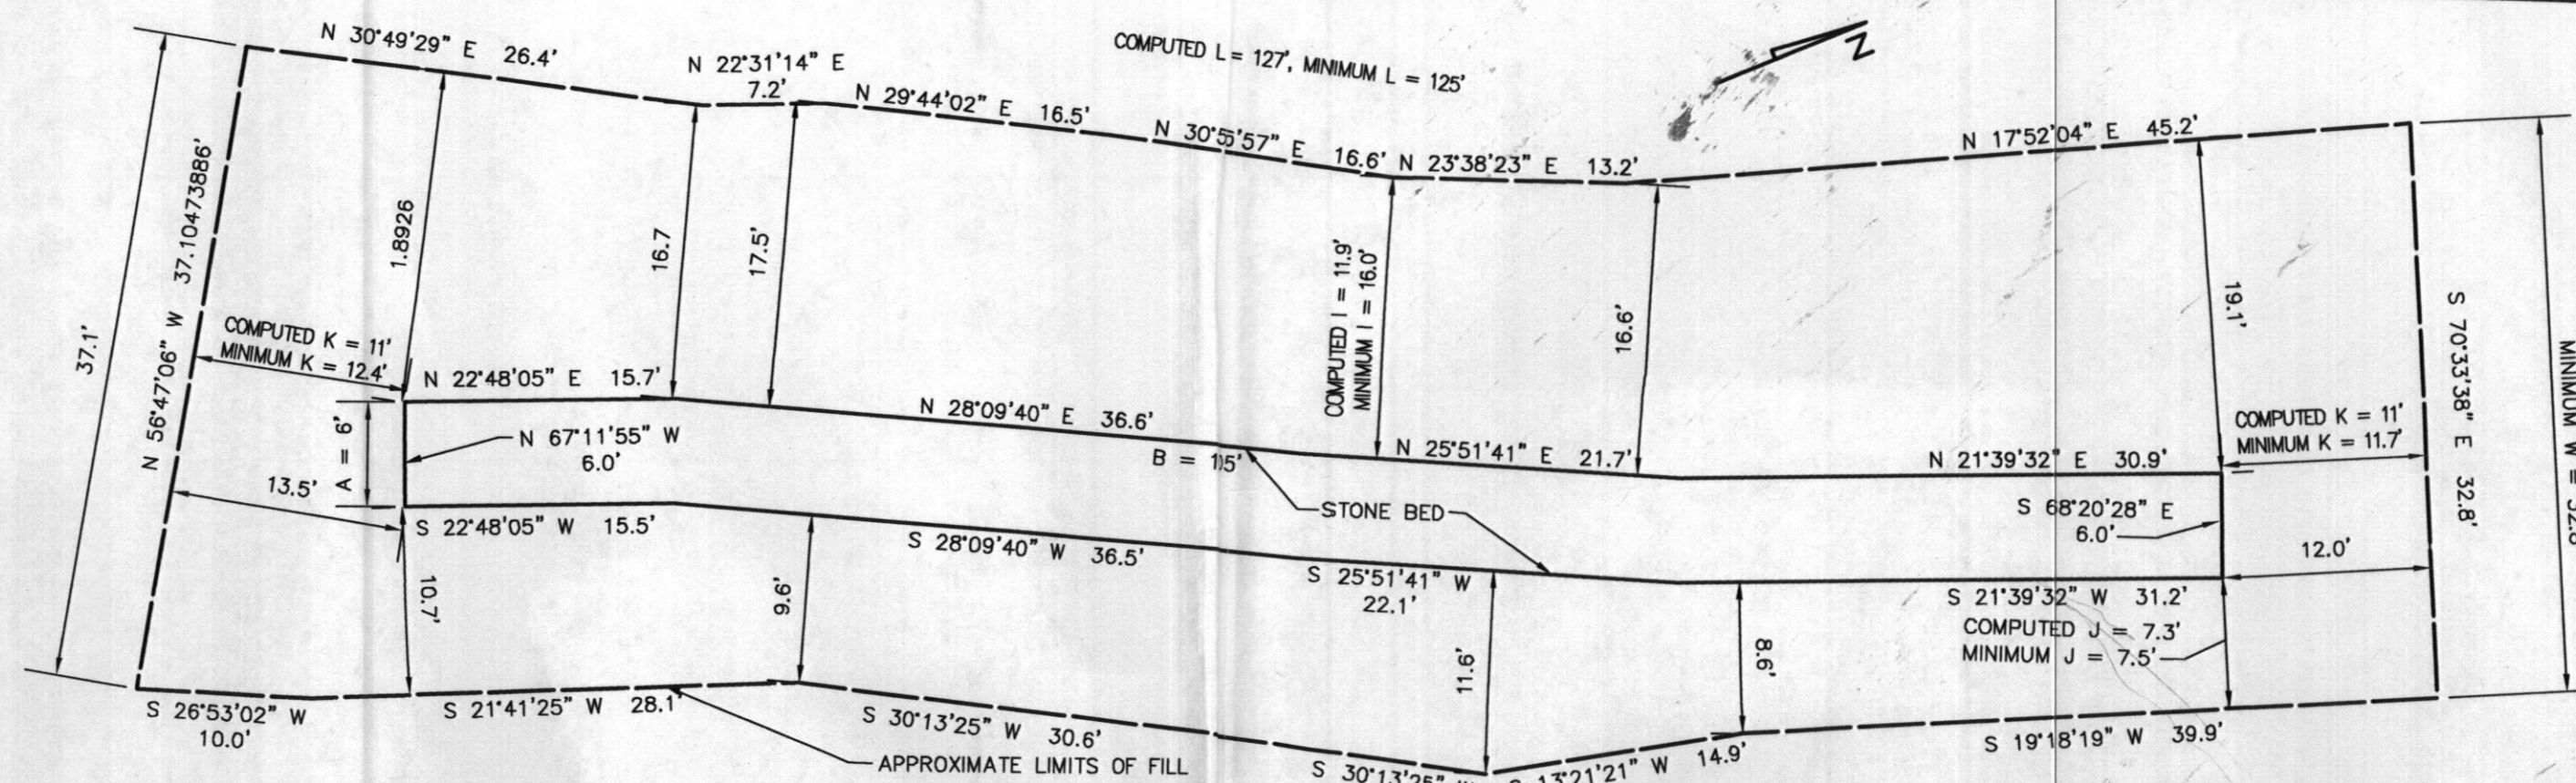 N 30°49'29" E 26.4'
N 22°31'14" E
7.2'
COMPUTED L = 127', MINIMUM L = 125'
N
N 29°44'02" E 16.5'
N 30°55'57" E 16.6'
N 23°38'23" E 13.2'
N 17°52'04" E 45.2'
37.1'
N 56°47'06" W 37.10473886'
1.8926
16.7
17.5'
COMPUTED I = 11.9'
MINIMUM I = 16.0'
16.6'
19.1'
S 70°33'38" E 32.8'
COMPUTED K = 11'
MINIMUM K = 12.4'
N 22°48'05" E 15.7'
N 28°09'40" E 36.6'
B = 105'
N 25°51'41" E 21.7'
N 21°39'32" E 30.9'
COMPUTED K = 11'
MINIMUM K = 11.7'
A = 6'
N 67°11'55" W
6.0'
13.5'
STONE BED
S 68°20'28" E
6.0'
12.0'
S 22°48'05" W 15.5'
S 28°09'40" W 36.5'
S 25°51'41" W
22.1'
S 21°39'32" W 31.2'
COMPUTED J = 7.3'
MINIMUM J = 7.5'
10.7'
9.6'
11.6'
8.6'
S 26°53'02" W
10.0'
S 21°41'25" W 28.1'
S 30°13'25" W 30.6'
APPROXIMATE LIMITS OF FILL
S 30°13'25" W
S 13°21'21" W 14.9'
S 19°18'19" W 39.9'
MINIMUM W =